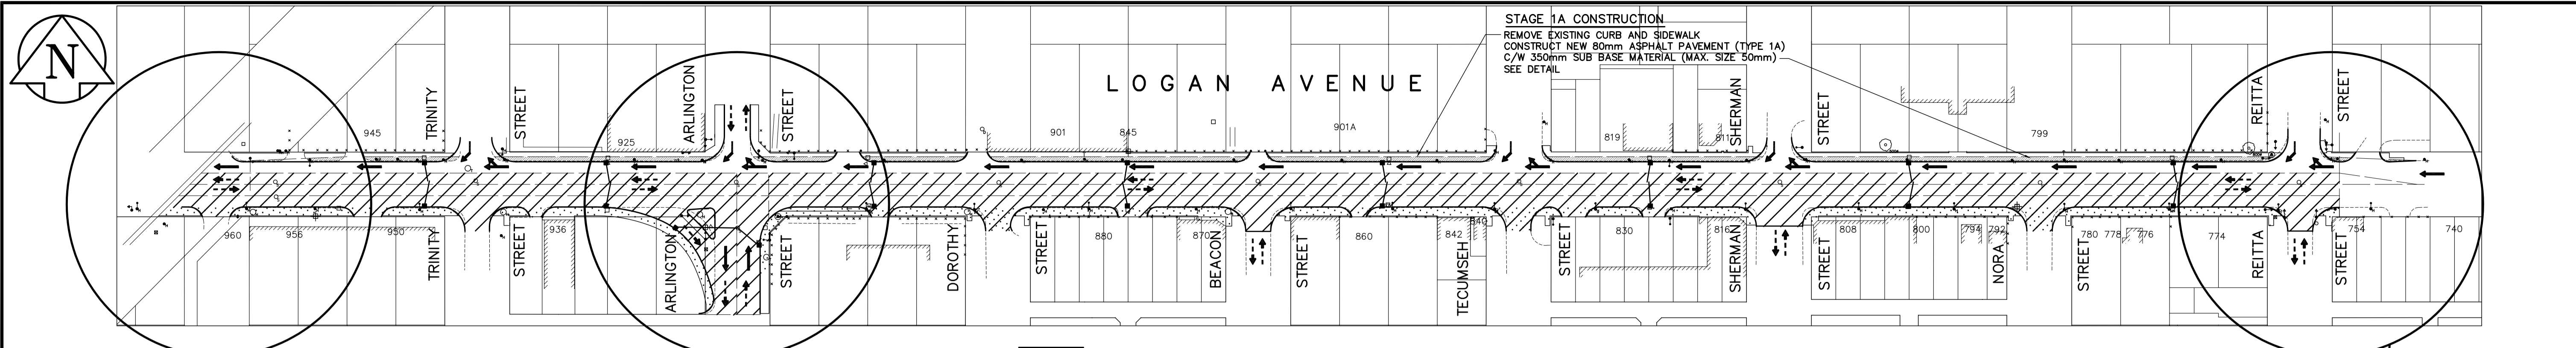 N
STAGE 1A CONSTRUCTION
REMOVE EXISTING CURB AND SIDEWALK
CONSTRUCT NEW 80mm ASPHALT PAVEMENT (TYPE 1A)
C/W 350mm SUB BASE MATERIAL (MAX. SIZE 50mm)
SEE DETAIL
LOGAN AVENUE
TRINITY
STREET
ARLINGTON
STREET
SHERMAN
STREET
REITTA
STREET
945
925
901
845
901A
819
811
799
960
956
950
936
880
870
860
842
840
830
816
808
800
794
792
780
778
776
774
754
740
TRINITY
STREET
ARLINGTON
STREET
DOROTHY
STREET
BEACON
STREET
TECUMSEH
STREET
SHERMAN
STREET
NORA
STREET
REITTA
STREET